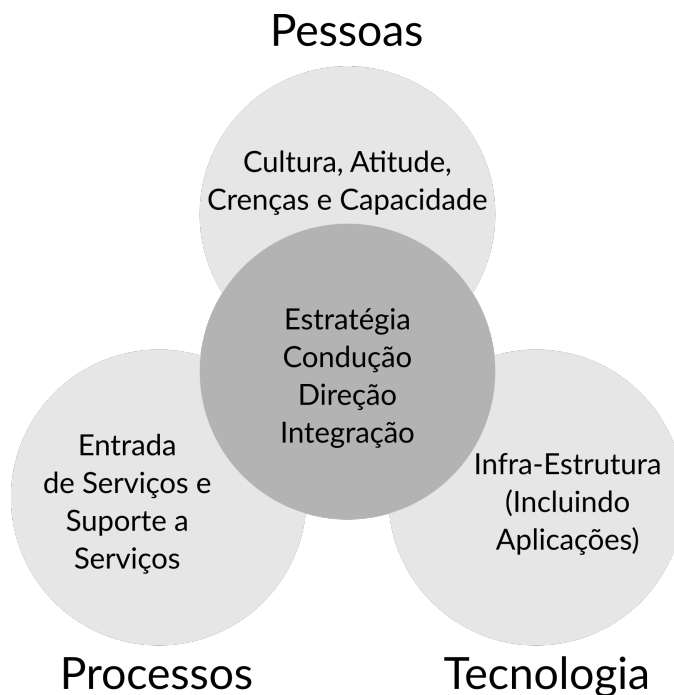 Pessoas
Cultura, Atitude,
Crenças e Capacidade
Estratégia
Condução
Direção
Integração
Entrada
de Serviços e
Suporte a
Serviços
Infra-Estrutura
(Incluindo
Aplicações)
Processos
Tecnologia